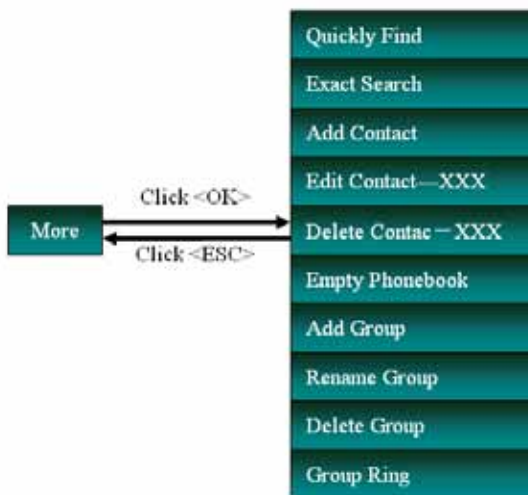 Quickly Find
Exact Search
Add Contact
Edit Contact—XXX
Click <OK>
More
Delete Contac－XXX
Click <ESC>
Empty Phonebook
Add Group
Rename Group
Delete Group
Group Ring